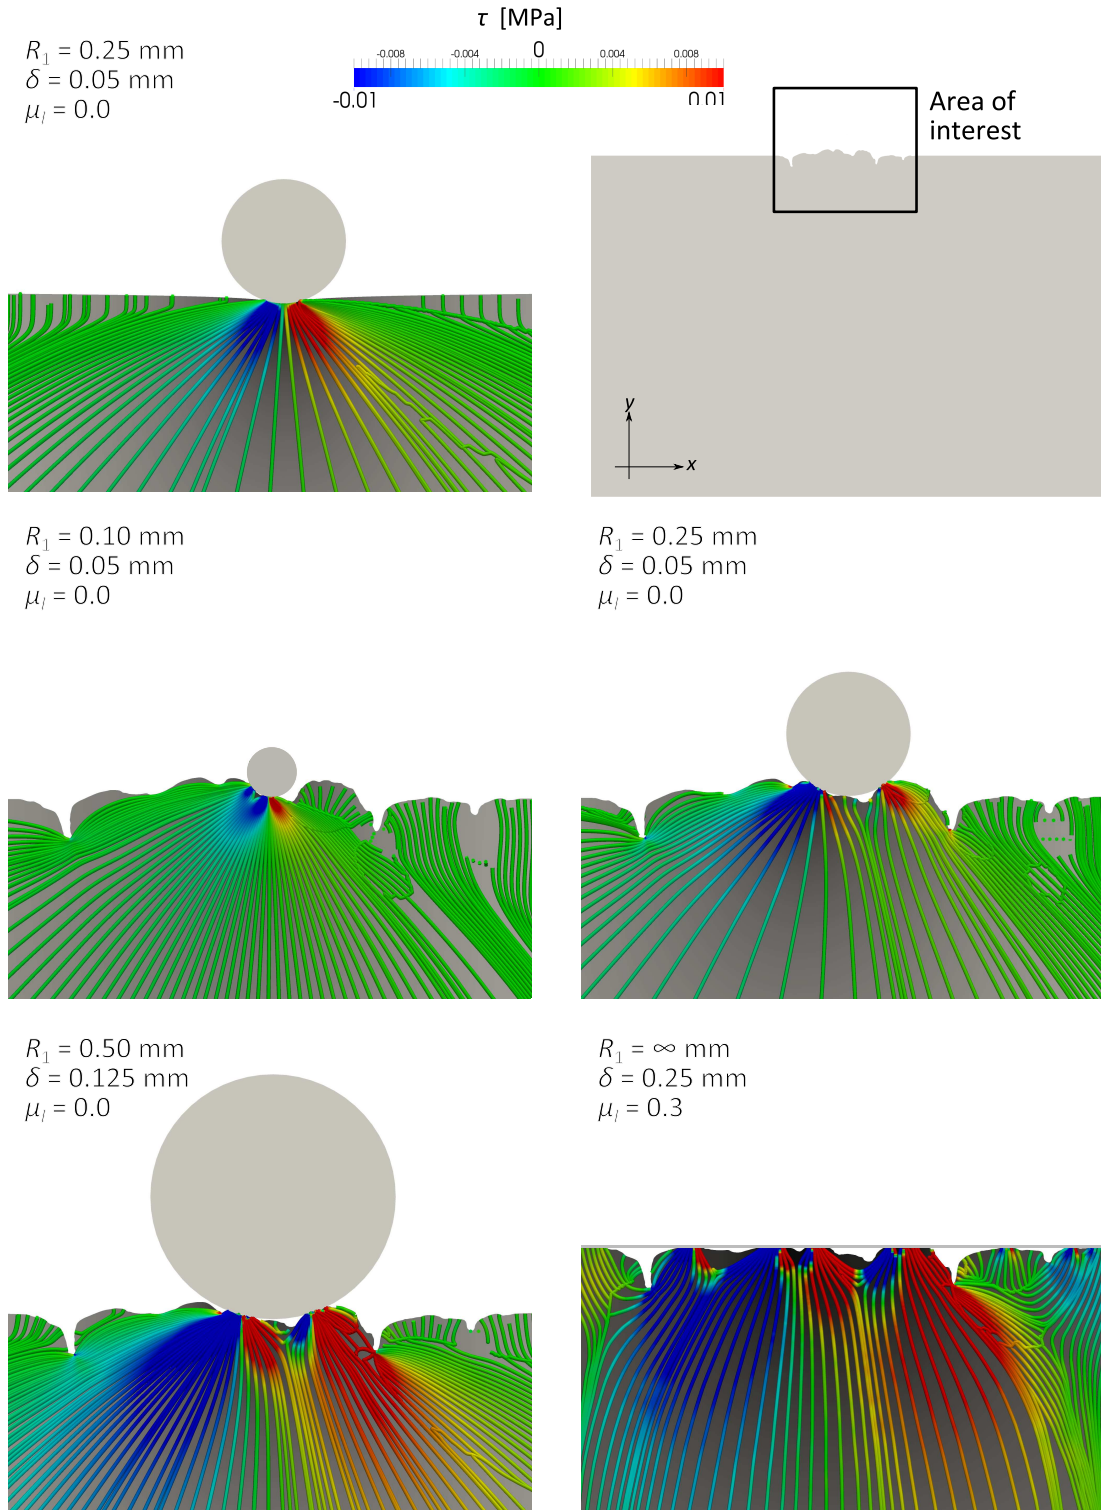 τ [MPa]
-0.008 -0.004 0 0.004 0.008
-0.01 0.01
R₁ = 0.25 mm
δ = 0.05 mm
μₗ = 0.0
Area of
interest
y
x
R₁ = 0.10 mm
δ = 0.05 mm
μₗ = 0.0
R₁ = 0.25 mm
δ = 0.05 mm
μₗ = 0.0
R₁ = 0.50 mm
δ = 0.125 mm
μₗ = 0.0
R₁ = ∞ mm
δ = 0.25 mm
μₗ = 0.3